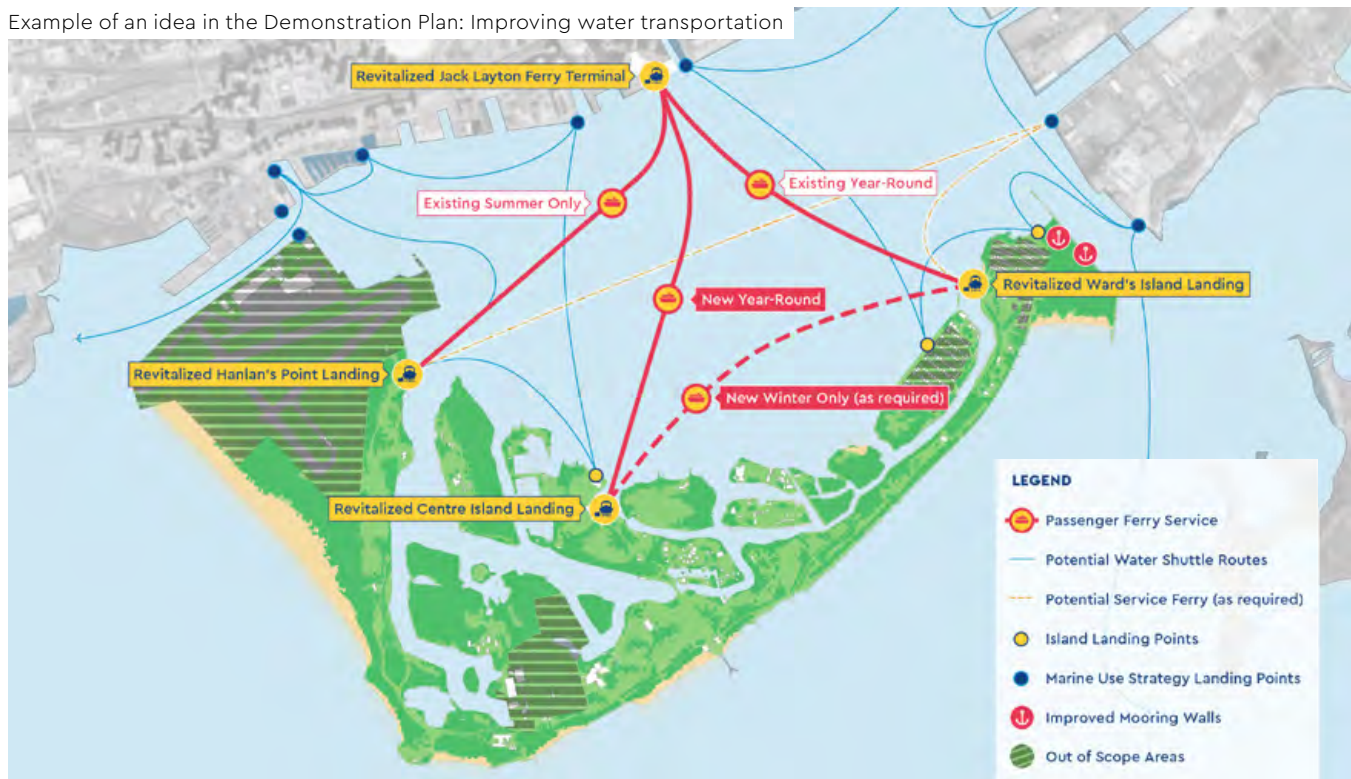 Example of an idea in the Demonstration Plan: Improving water transportation
Revitalized Jack Layton Ferry Terminal
Existing Summer Only
Existing Year-Round
Revitalized Ward's Island Landing
New Year-Round
Revitalized Hanlan's Point Landing
New Winter Only (as required)
Revitalized Centre Island Landing
LEGEND
Passenger Ferry Service
Potential Water Shuttle Routes
Potential Service Ferry (as required)
Island Landing Points
Marine Use Strategy Landing Points
Improved Mooring Walls
Out of Scope Areas